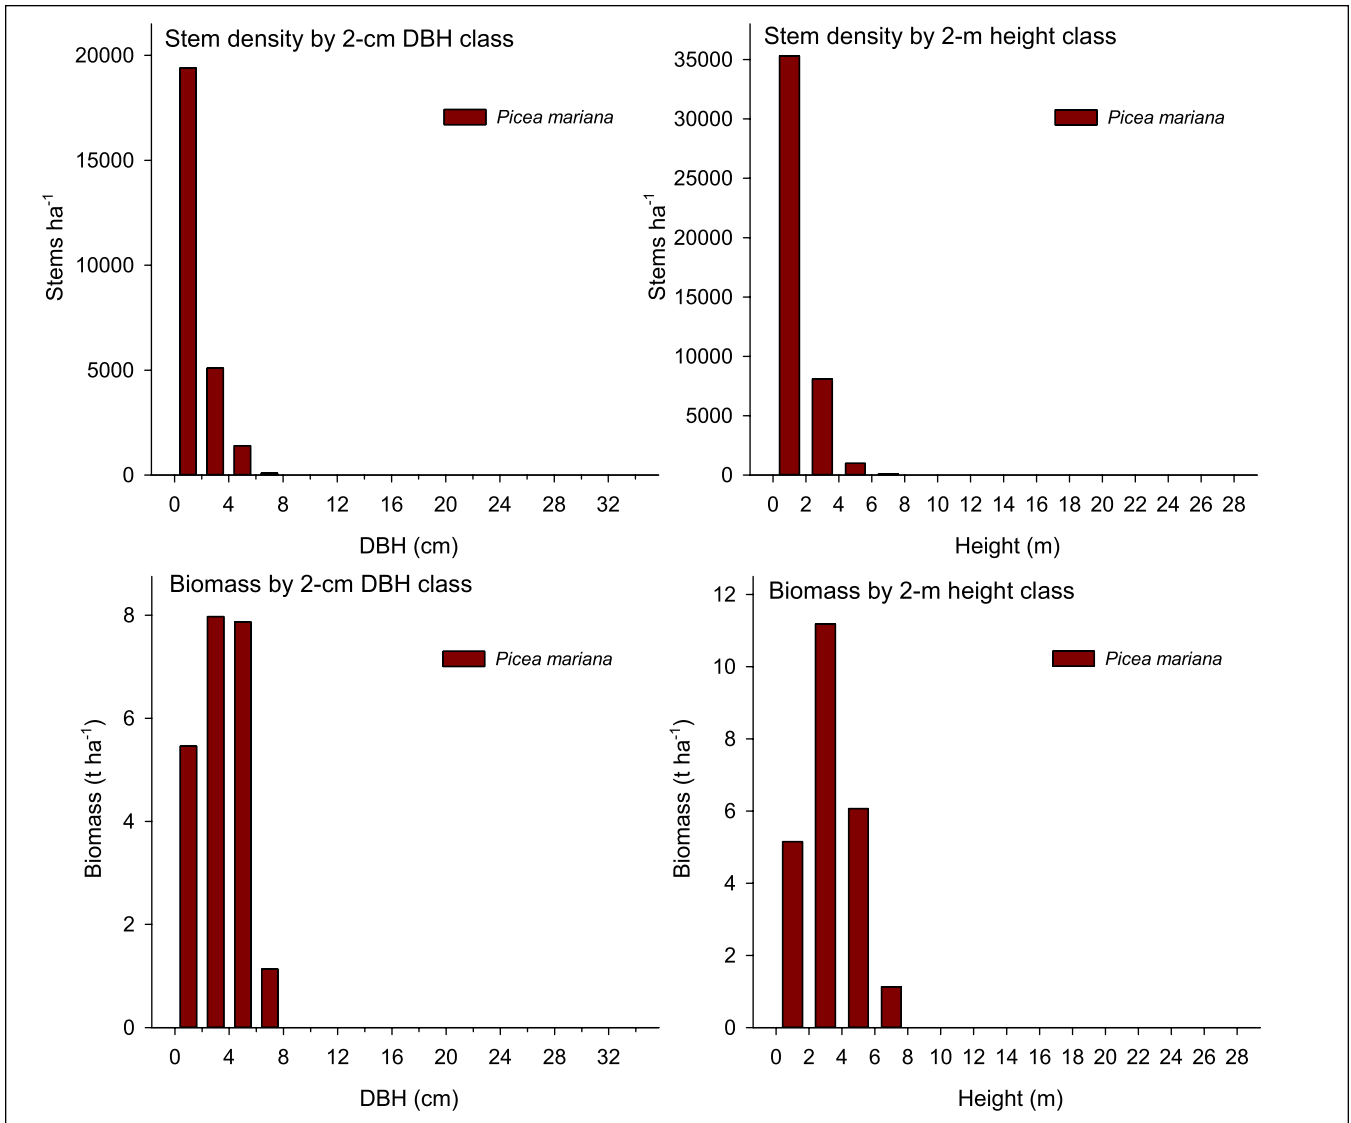 Stem density by 2-cm DBH class
20000
15000
10000
5000
0
Stems ha-1
Picea mariana
0 4 8 12 16 20 24 28 32
DBH (cm)
Stem density by 2-m height class
35000
30000
25000
20000
15000
10000
5000
0
Stems ha-1
Picea mariana
0 2 4 6 8 10 12 14 16 18 20 22 24 26 28
Height (m)
Biomass by 2-cm DBH class
8
6
4
2
0
Biomass (t ha-1)
Picea mariana
0 4 8 12 16 20 24 28 32
DBH (cm)
Biomass by 2-m height class
12
10
8
6
4
2
0
Biomass (t ha-1)
Picea mariana
0 2 4 6 8 10 12 14 16 18 20 22 24 26 28
Height (m)